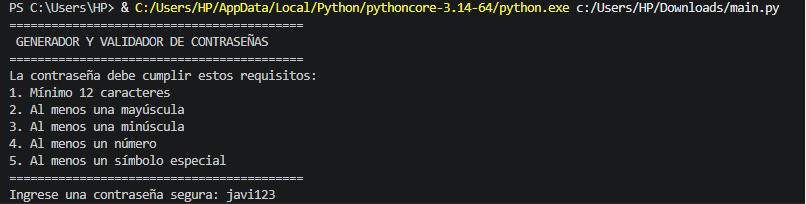 PS C:\Users\HP> & C:/Users/HP/AppData/Local/Python/pythoncore-3.14-64/python.exe c:/Users/HP/Downloads/main.py
==========================================
GENERADOR Y VALIDADOR DE CONTRASEÑAS
==========================================
La contraseña debe cumplir estos requisitos:
1. Mínimo 12 caracteres
2. Al menos una mayúscula
3. Al menos una minúscula
4. Al menos un número
5. Al menos un símbolo especial
==========================================
Ingrese una contraseña segura: javi123